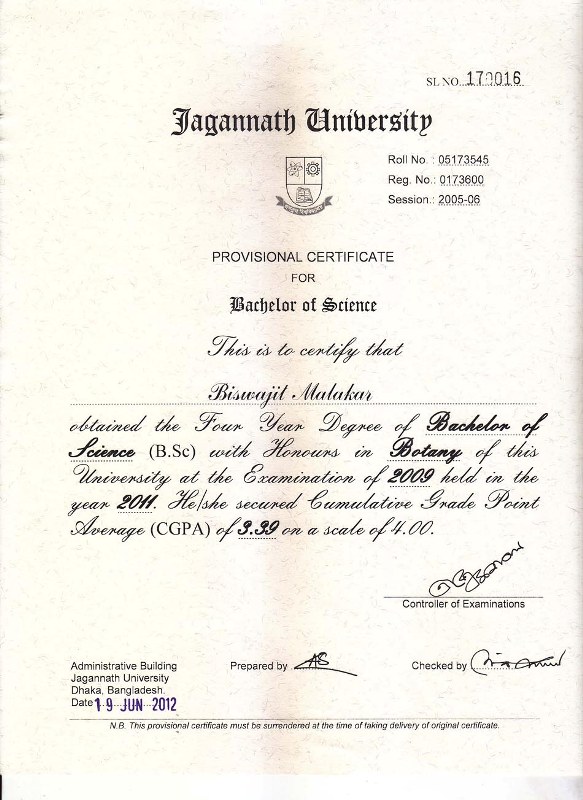 SL NO. 170016
Jagannath University
Roll No. : 05173545
Reg. No.: 0173600
Session.: 2005-06
PROVISIONAL CERTIFICATE
FOR
Bachelor of Science
This is to certify that
Biswajit Malakar
obtained the Four Year Degree of Bachelor of
Science (B.Sc) with Honours in Botany of this
University at the Examination of 2009 held in the
year 2011. He/she secured Cumulative Grade Point
Average (CGPA) of 3.39 on a scale of 4.00.
Controller of Examinations
Administrative Building
Jagannath University
Dhaka, Bangladesh.
Date 19 JUN 2012
Prepared by
Checked by
N.B. This provisional certificate must be surrendered at the time of taking delivery of original certificate.